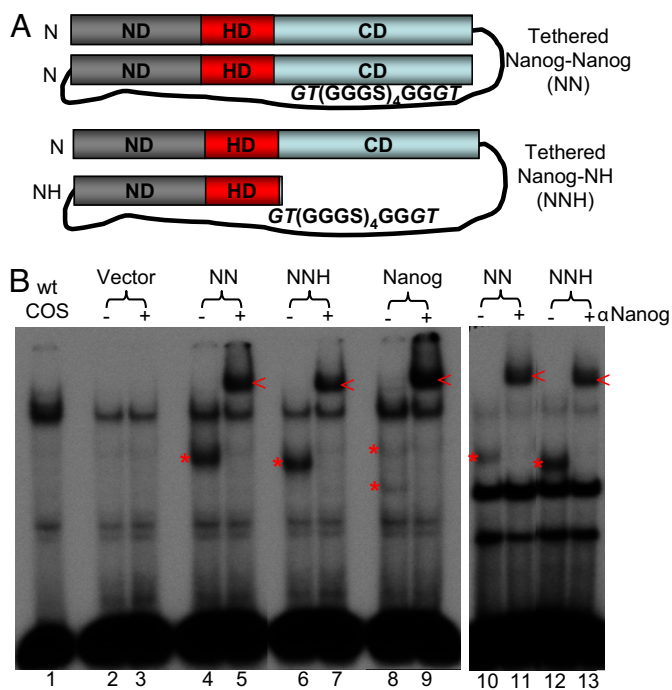 A
N ND HD CD
N ND HD CD
GT(GGGS)4GGGT
Tethered
Nanog-Nanog
(NN)
N ND HD CD
NH ND HD
GT(GGGS)4GGGT
Tethered
Nanog-NH
(NNH)
B
wt
COS
Vector NN NNH Nanog NN NNH
- + - + - + - + - + - + αNanog
< < < < <
* * * * * *
1 2 3 4 5 6 7 8 9 10 11 12 13